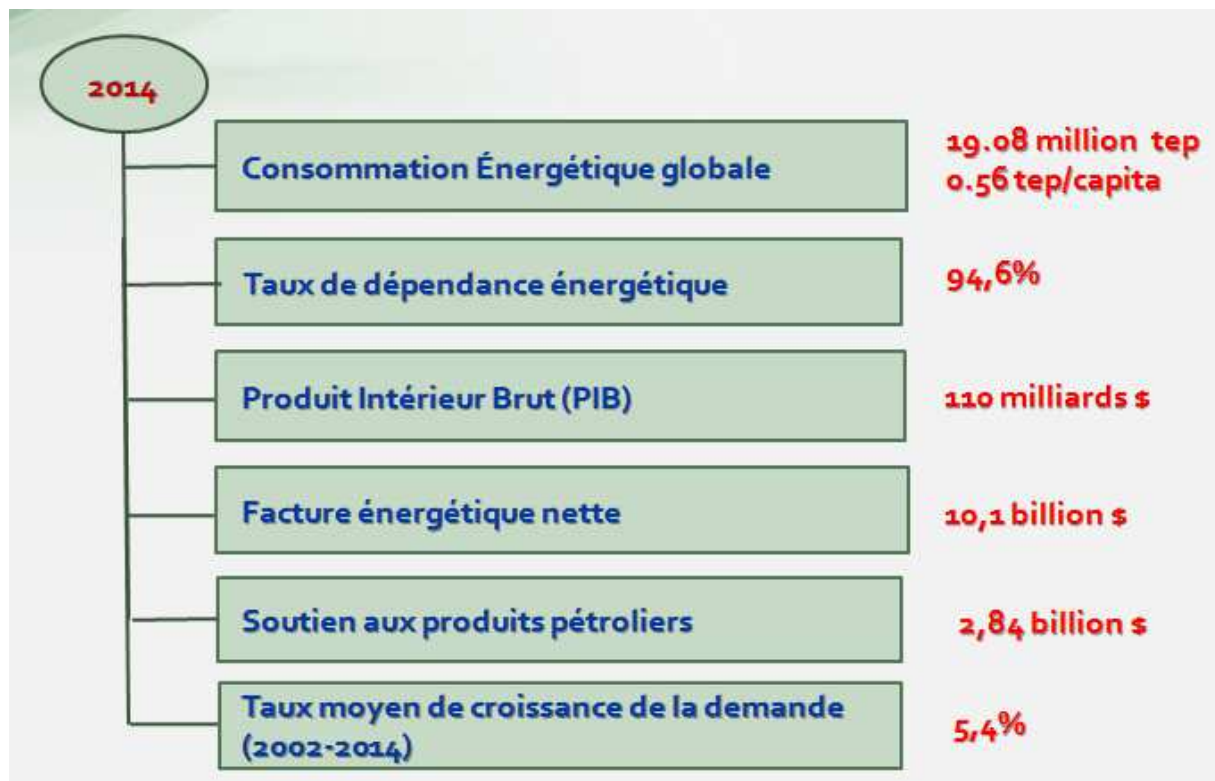 2014
Consommation Énergétique globale
19.08 million tep
0.56 tep/capita
Taux de dépendance énergétique
94,6%
Produit Intérieur Brut (PIB)
110 milliards $
Facture énergétique nette
10,1 billion $
Soutien aux produits pétroliers
2,84 billion $
Taux moyen de croissance de la demande
(2002-2014)
5,4%